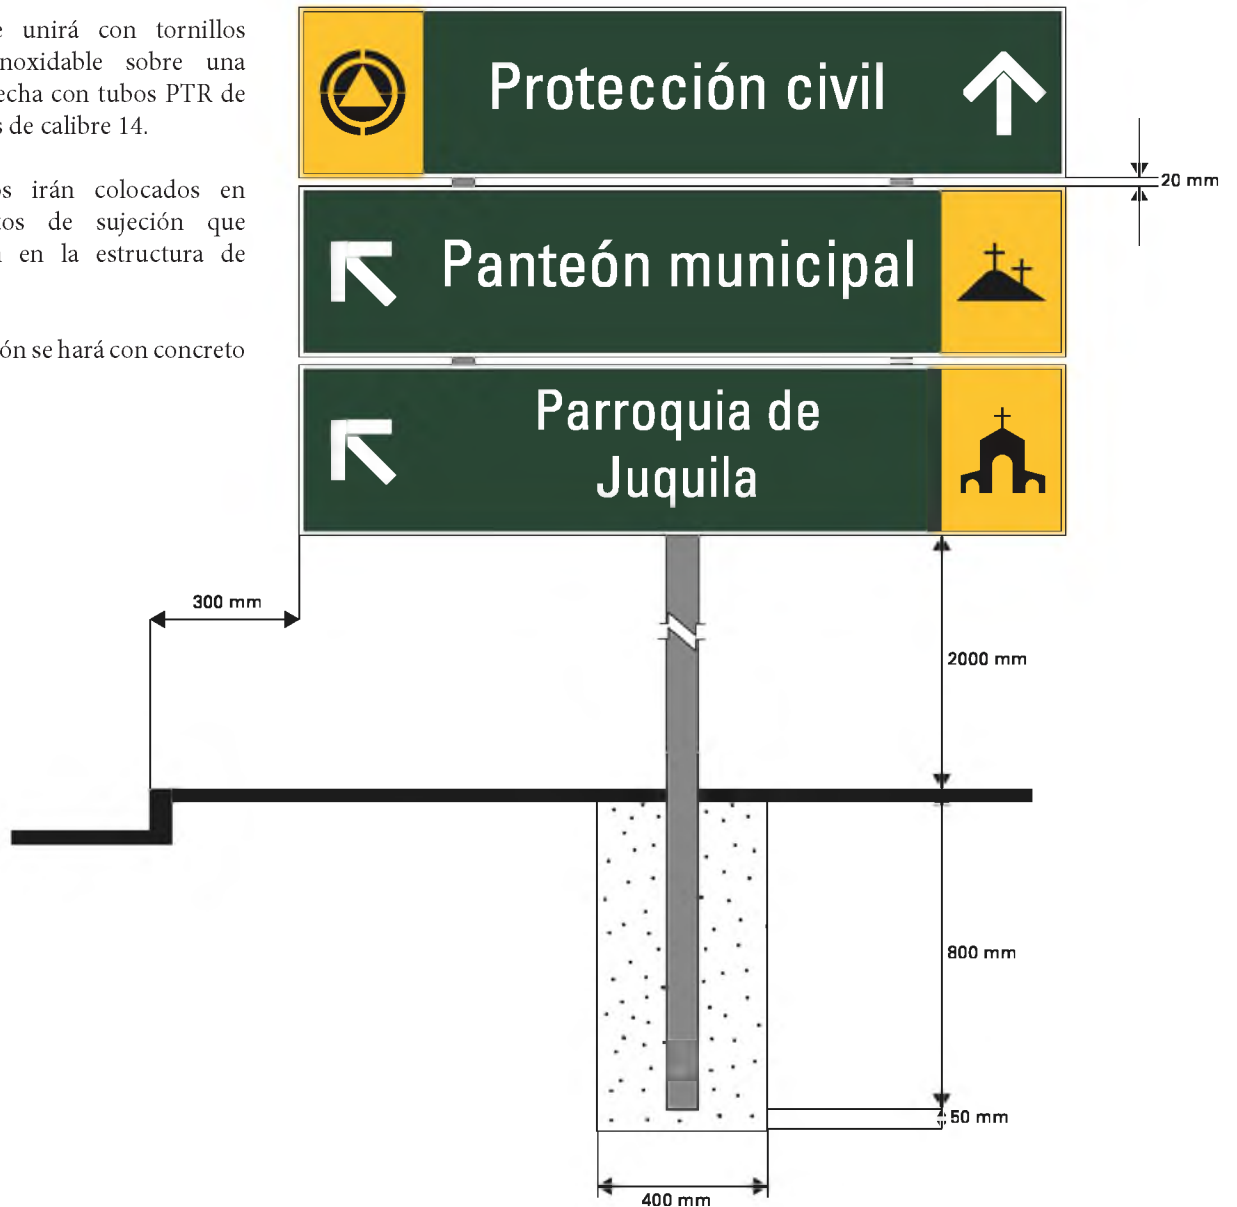 e unirá con tornillos
noxidable sobre una
echa con tubos PTR de
s de calibre 14.
os irán colocados en
tos de sujeción que
n en la estructura de
ón se hará con concreto
Protección civil
20 mm
Panteón municipal
Parroquia de
Juquila
300 mm
2000 mm
800 mm
50 mm
400 mm